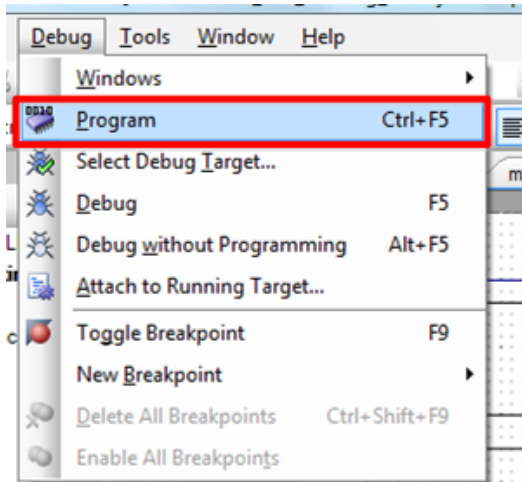 Debug Tools Window Help
Windows
Program Ctrl+F5
Select Debug Target...
Debug F5
Debug without Programming Alt+F5
Attach to Running Target...
Toggle Breakpoint F9
New Breakpoint
Delete All Breakpoints Ctrl+Shift+F9
Enable All Breakpoints